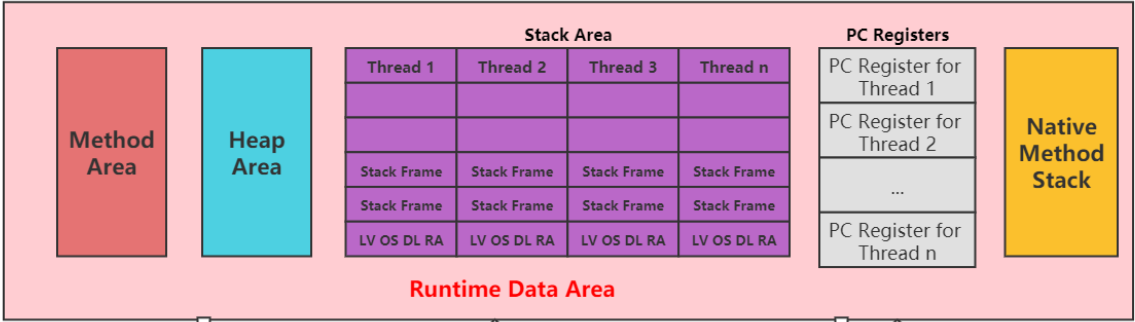 Stack Area
PC Registers
Method
Area
Heap
Area
Thread 1 Thread 2 Thread 3 Thread n
Stack Frame Stack Frame Stack Frame Stack Frame
Stack Frame Stack Frame Stack Frame Stack Frame
LV OS DL RA LV OS DL RA LV OS DL RA LV OS DL RA
PC Register for
Thread 1
PC Register for
Thread 2
...
PC Register for
Thread n
Native
Method
Stack
Runtime Data Area